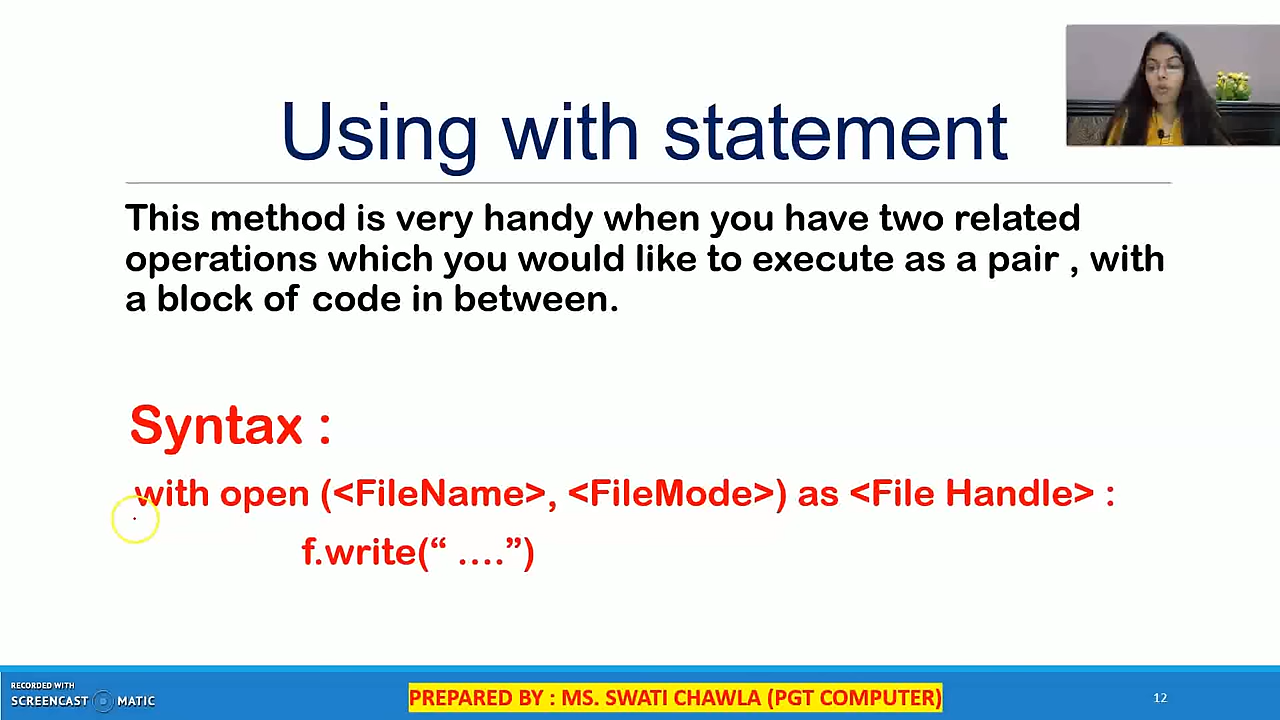 Using with statement
This method is very handy when you have two related
operations which you would like to execute as a pair , with
a block of code in between.
Syntax :
with open (<FileName>, <FileMode>) as <File Handle> :
f.write(“ ....”)
RECORDED WITH
SCREENCAST MATIC
PREPARED BY : MS. SWATI CHAWLA (PGT COMPUTER)
12